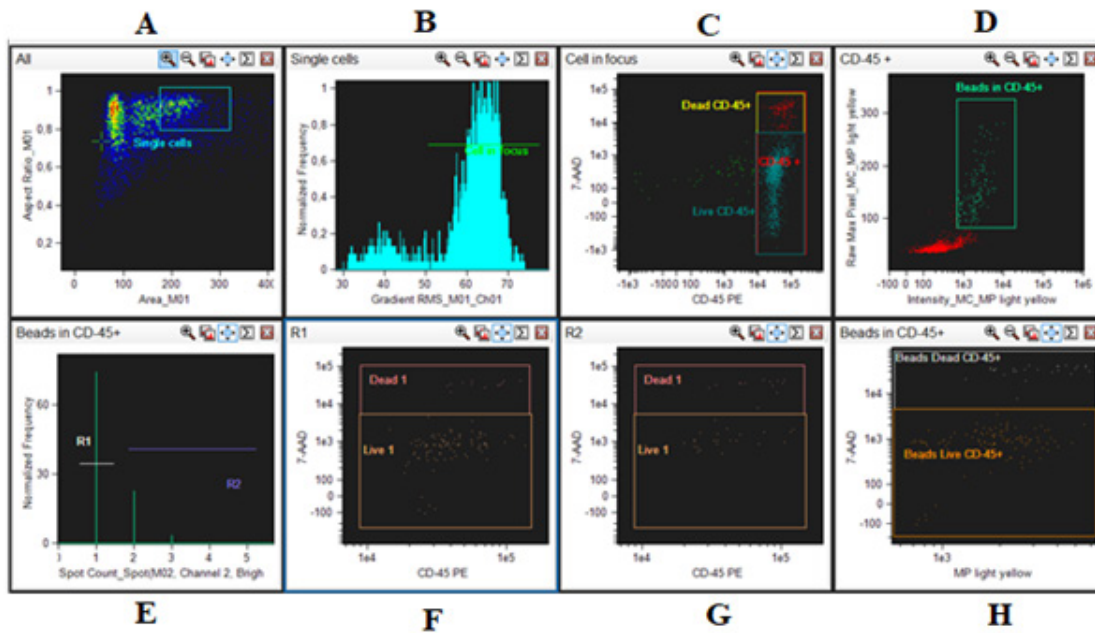 A B C D
All
Aspect Ratio_M01
1
0.8
0.6
0.4
0,2
Single cells
0 100 200 300 400
Area_M01
Single cells
Normalized Frequency
1
0.8
0.6
0.4
0.2
0
Cell in Focus
30 40 50 60 70
Gradient RMS_M01_Ch01
Cell in focus
7-AAD
1e5
1e4
1e3
100
0
-100
-1e3
Dead CD-45+
CD-45 +
Live CD-45+
-1e3 0 1e3 1e4 1e5
CD-45 PE
CD-45 +
Raw Max Pixel_MC_MP light yellow
300
200
100
Beads in CD-45+
-100 0 100 1e3 1e4 1e5 1e6
Intensity_MC_MP light yellow
Beads in CD-45+
Normalized Frequency
60
30
0
R1
R2
1 2 3 4 5
Spot Count_Spot(M02, Channel 2, Brigh
R1
7-AAD
1e5
1e4
1e3
100
0
-100
Dead 1
Live 1
1e4 1e5
CD-45 PE
R2
7-AAD
1e5
1e4
1e3
100
0
-100
Dead 1
Live 1
1e4 1e5
CD-45 PE
Beads in CD-45+
7-AAD
1e4
1e3
100
0
-100
Beads Dead CD-45+
Beads Live CD-45+
1e3
MP light yellow
E F G H